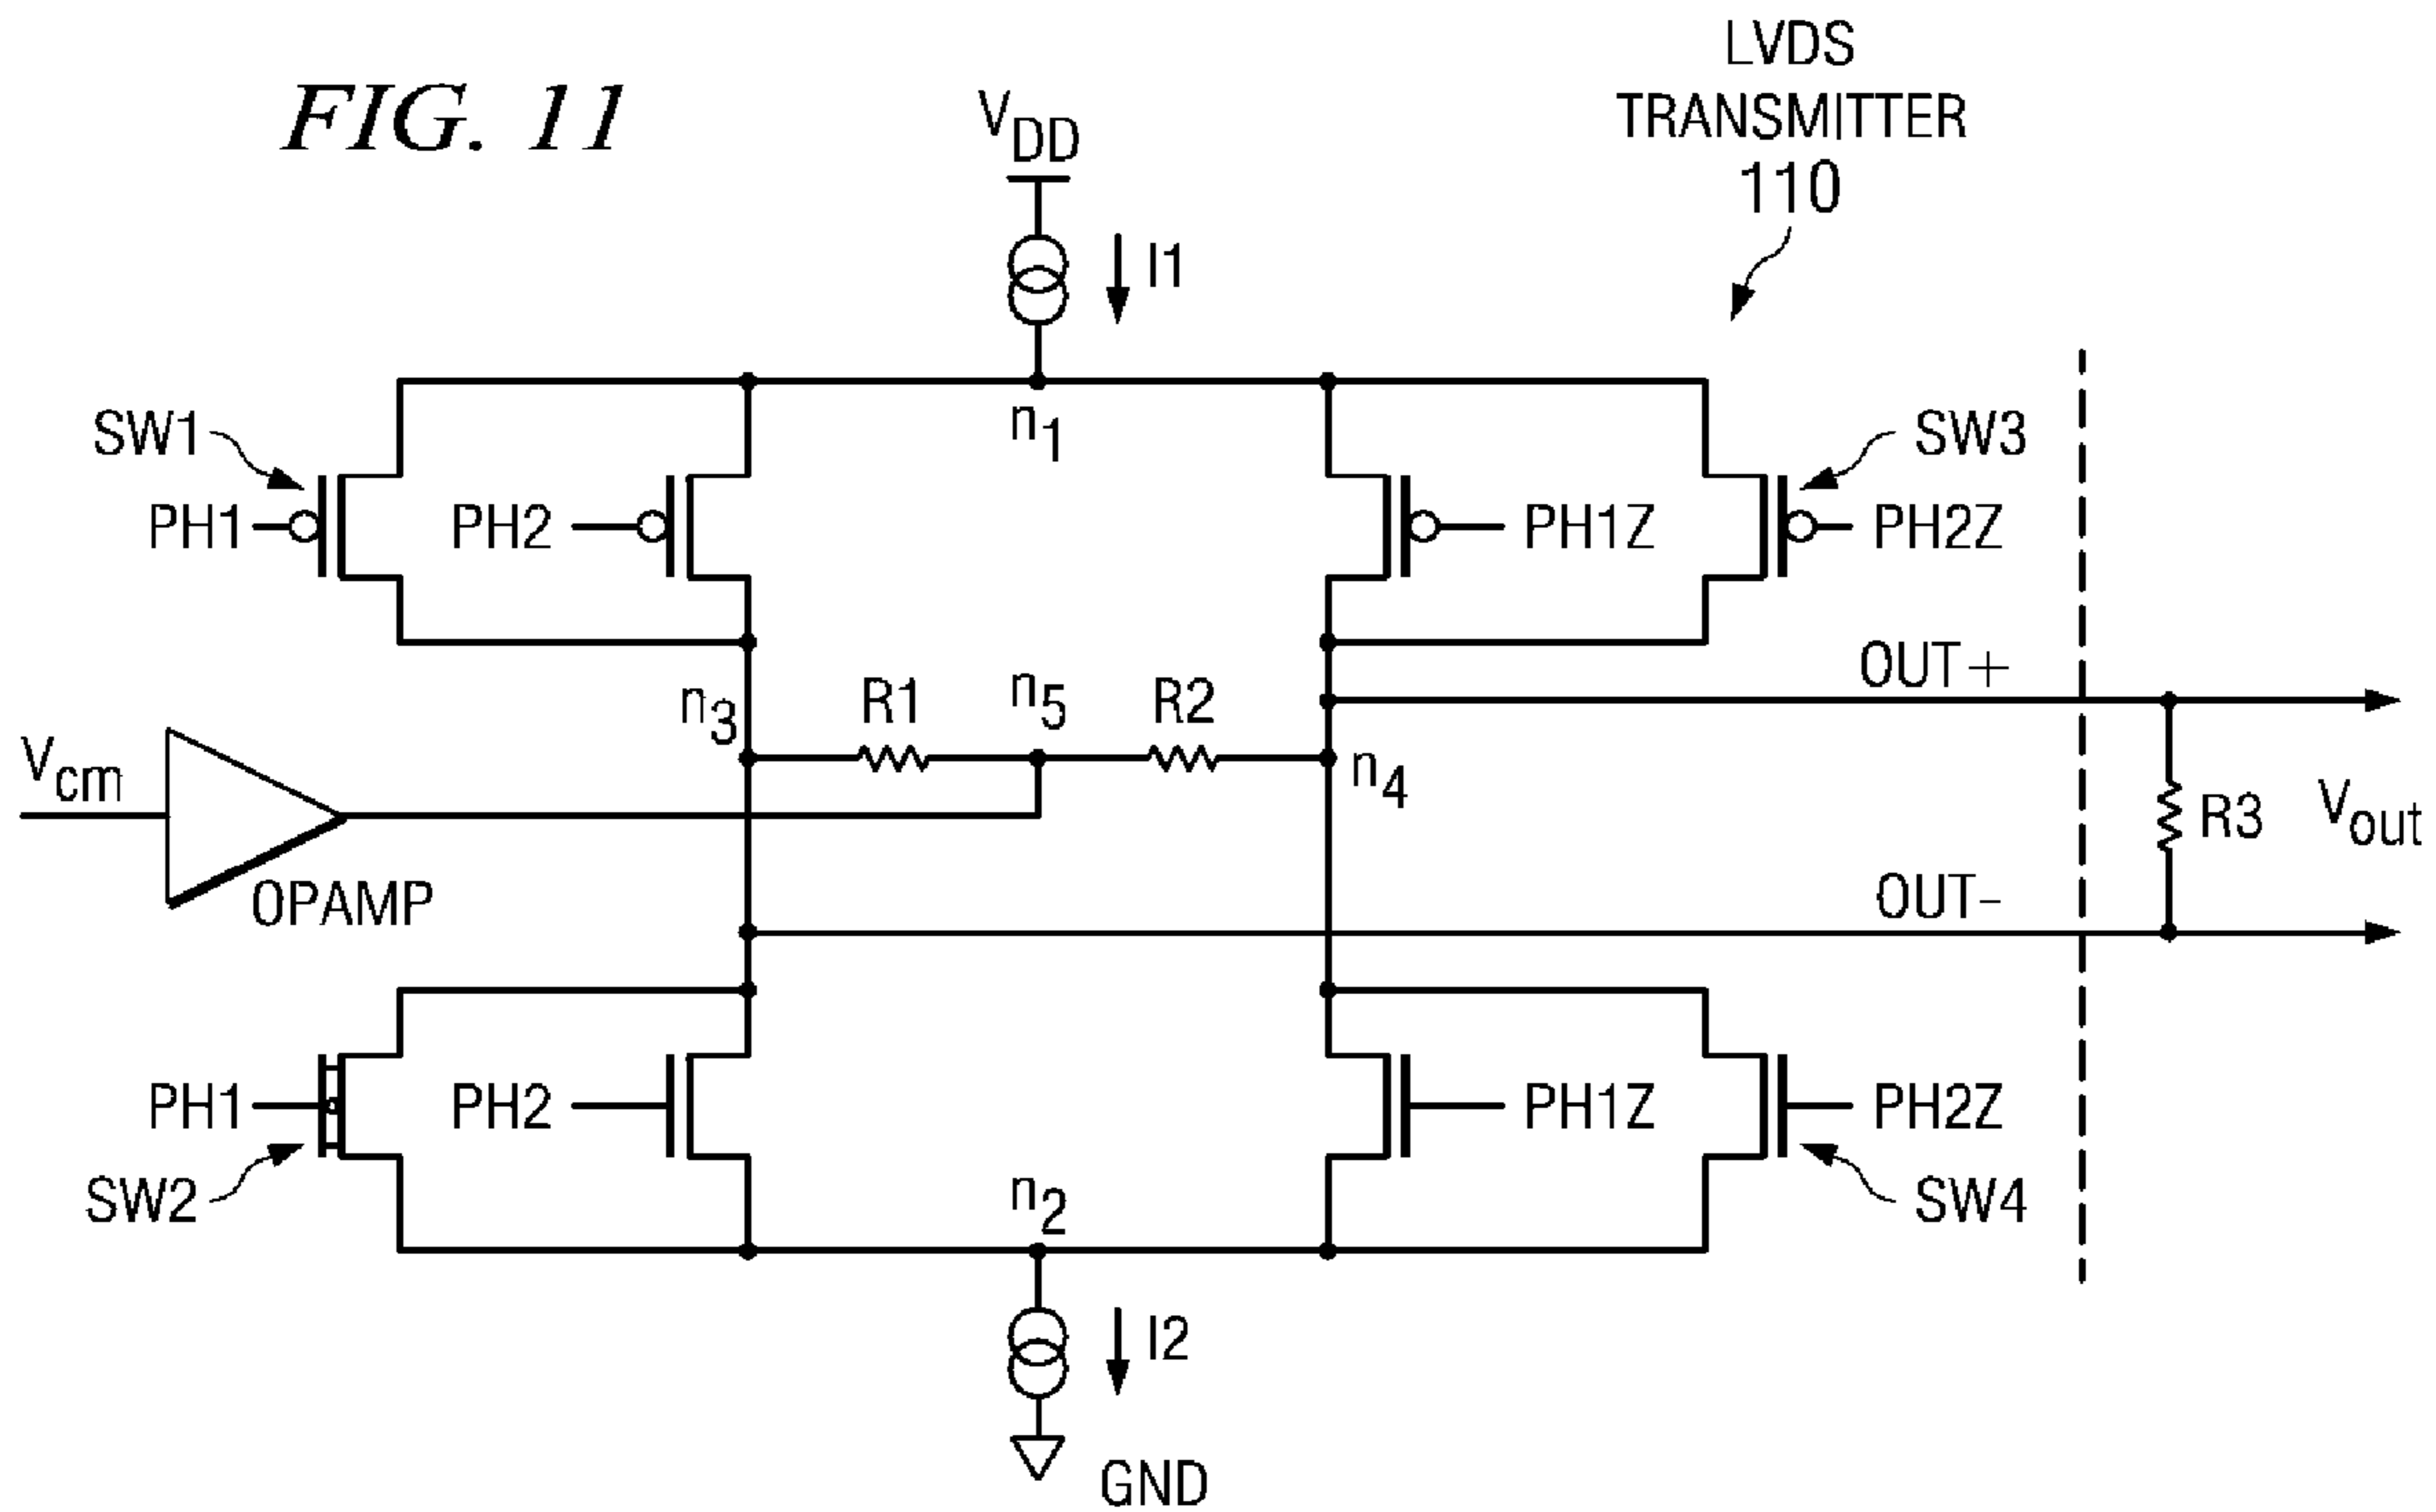 FIG. 11
LVDS
TRANSMITTER
110
VDD
I1
n1
SW1
SW3
PH1
PH2
PH1Z
PH2Z
OUT+
n3
R1
n5
R2
n4
Vcm
R3
Vout
OPAMP
OUT-
PH1
PH2
PH1Z
PH2Z
SW2
n2
SW4
I2
GND